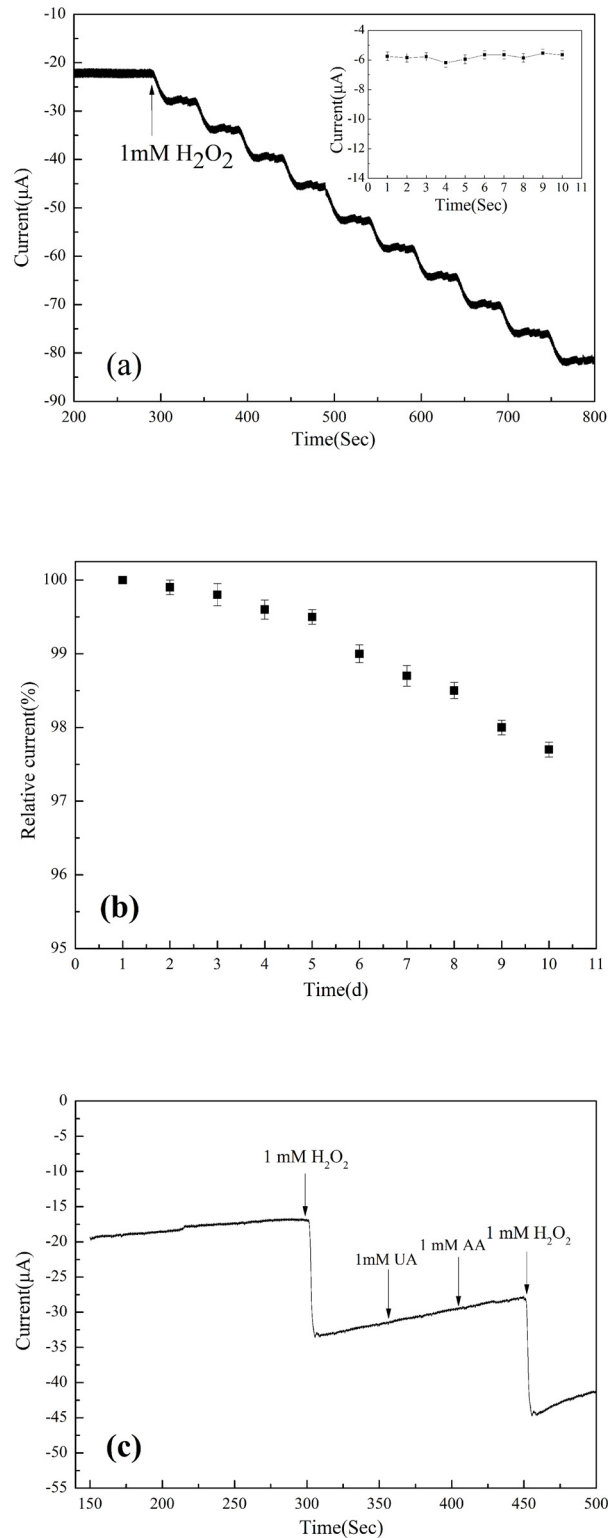 -10
-20
-30
-40
-50
-60
-70
-80
-90
Current(μA)
200 300 400 500 600 700 800
Time(Sec)
1mM H2O2
(a)
-4
-6
-8
-10
-12
-14
Current(μA)
0 1 2 3 4 5 6 7 8 9 10 11
Time(Sec)
100
99
98
97
96
95
Relative current(%)
(b)
0 1 2 3 4 5 6 7 8 9 10 11
Time(d)
0
-5
-10
-15
-20
-25
-30
-35
-40
-45
-50
-55
Current(μA)
1 mM H2O2
1mM UA
1 mM AA
1 mM H2O2
(c)
150 200 250 300 350 400 450 500
Time(Sec)